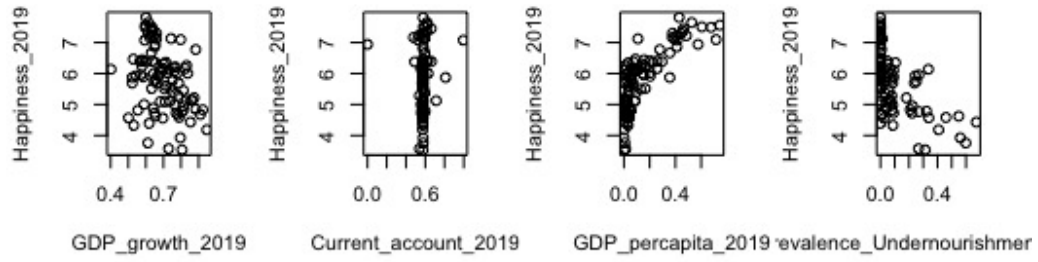 Happiness_2019 7 6 5 4 0.4 0.7 GDP_growth_2019
Happiness_2019 7 6 5 4 0.0 0.6 Current_account_2019
Happiness_2019 7 6 5 4 0.0 0.4 GDP_percapita_2019
Happiness_2019 7 6 5 4 0.0 0.4 revalence_Undernourishmer